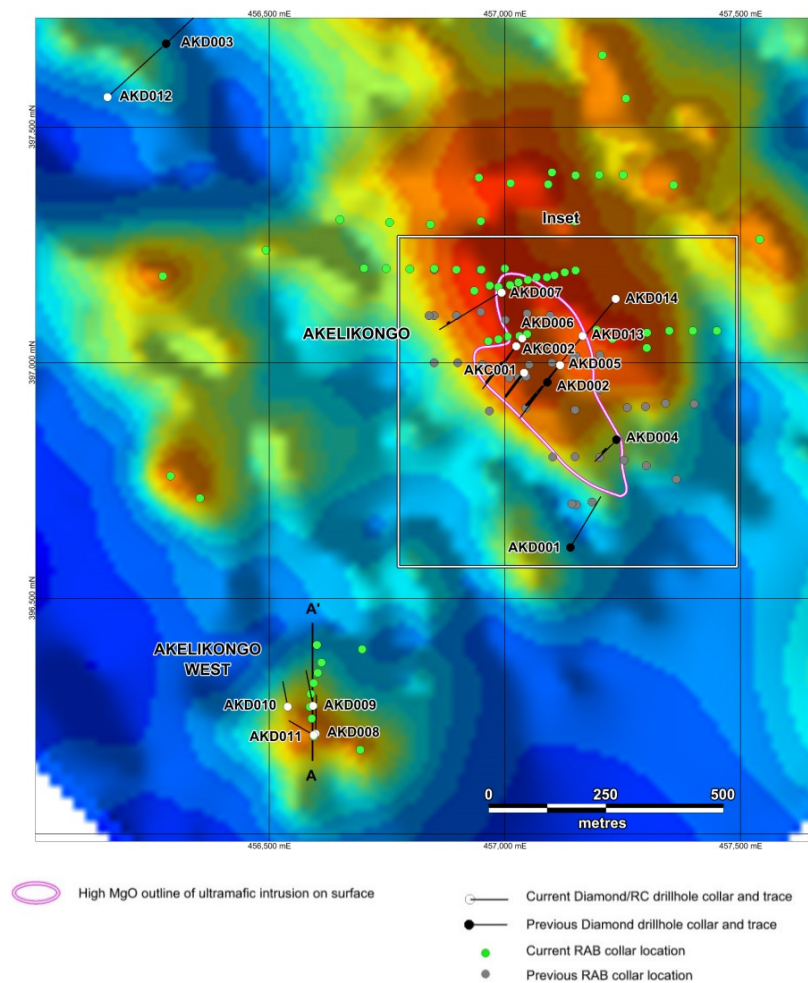 456,500 mE
457,000 mE
457,500 mE
AKD003
AKD012
397,500 mN
Inset
AKD007
AKD014
AKELIKONGO
AKD006
AKD013
AKC002
397,000 mN
AKC001
AKD005
AKD002
AKD004
AKD001
396,500 mN
A'
AKELIKONGO
WEST
AKD010
AKD009
AKD011
AKD008
A
0
250
500
metres
456,500 mE
457,000 mE
457,500 mE
High MgO outline of ultramafic intrusion on surface
Current Diamond/RC drillhole collar and trace
Previous Diamond drillhole collar and trace
Current RAB collar location
Previous RAB collar location